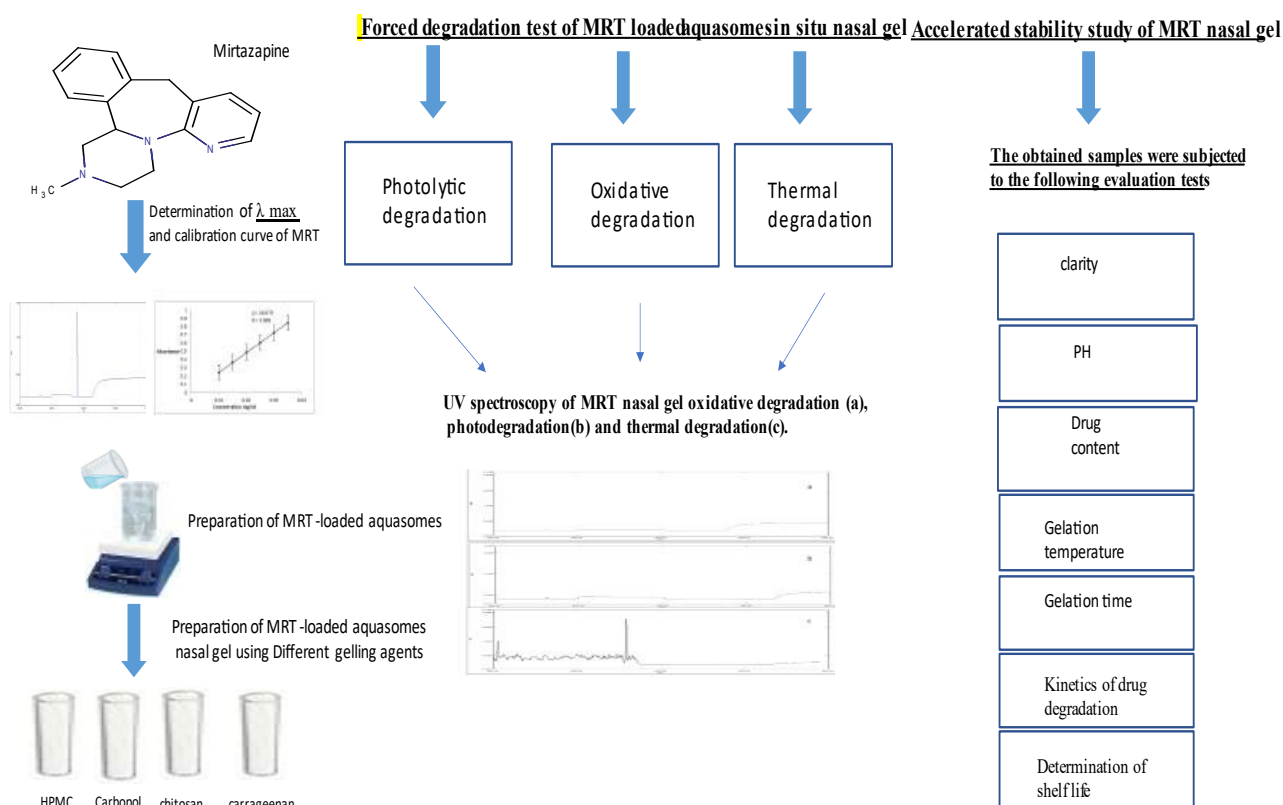 Forced degradation test of MRT loadedaquasomesin situ nasal gel
Accelerated stability study of MRT nasal gel
Mirtazapine
N
N
N
H₃C
Determination of λ max
and calibration curve of MRT
Absorbance
Concentration mg/ml
Preparation of MRT-loaded aquasomes
Preparation of MRT-loaded aquasomes
nasal gel using Different gelling agents
HPMC
Carbopol
chitosan
carrageenan
Photolytic
degradation
Oxidative
degradation
Thermal
degradation
UV spectroscopy of MRT nasal gel oxidative degradation (a),
photodegradation(b) and thermal degradation(c).
The obtained samples were subjected
to the following evaluation tests
clarity
PH
Drug
content
Gelation
temperature
Gelation time
Kinetics of drug
degradation
Determination of
shelf life